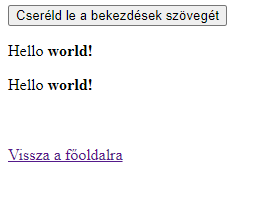 Cseréld le a bekezdések szövegét
Hello world!
Hello world!
Vissza a főoldalra